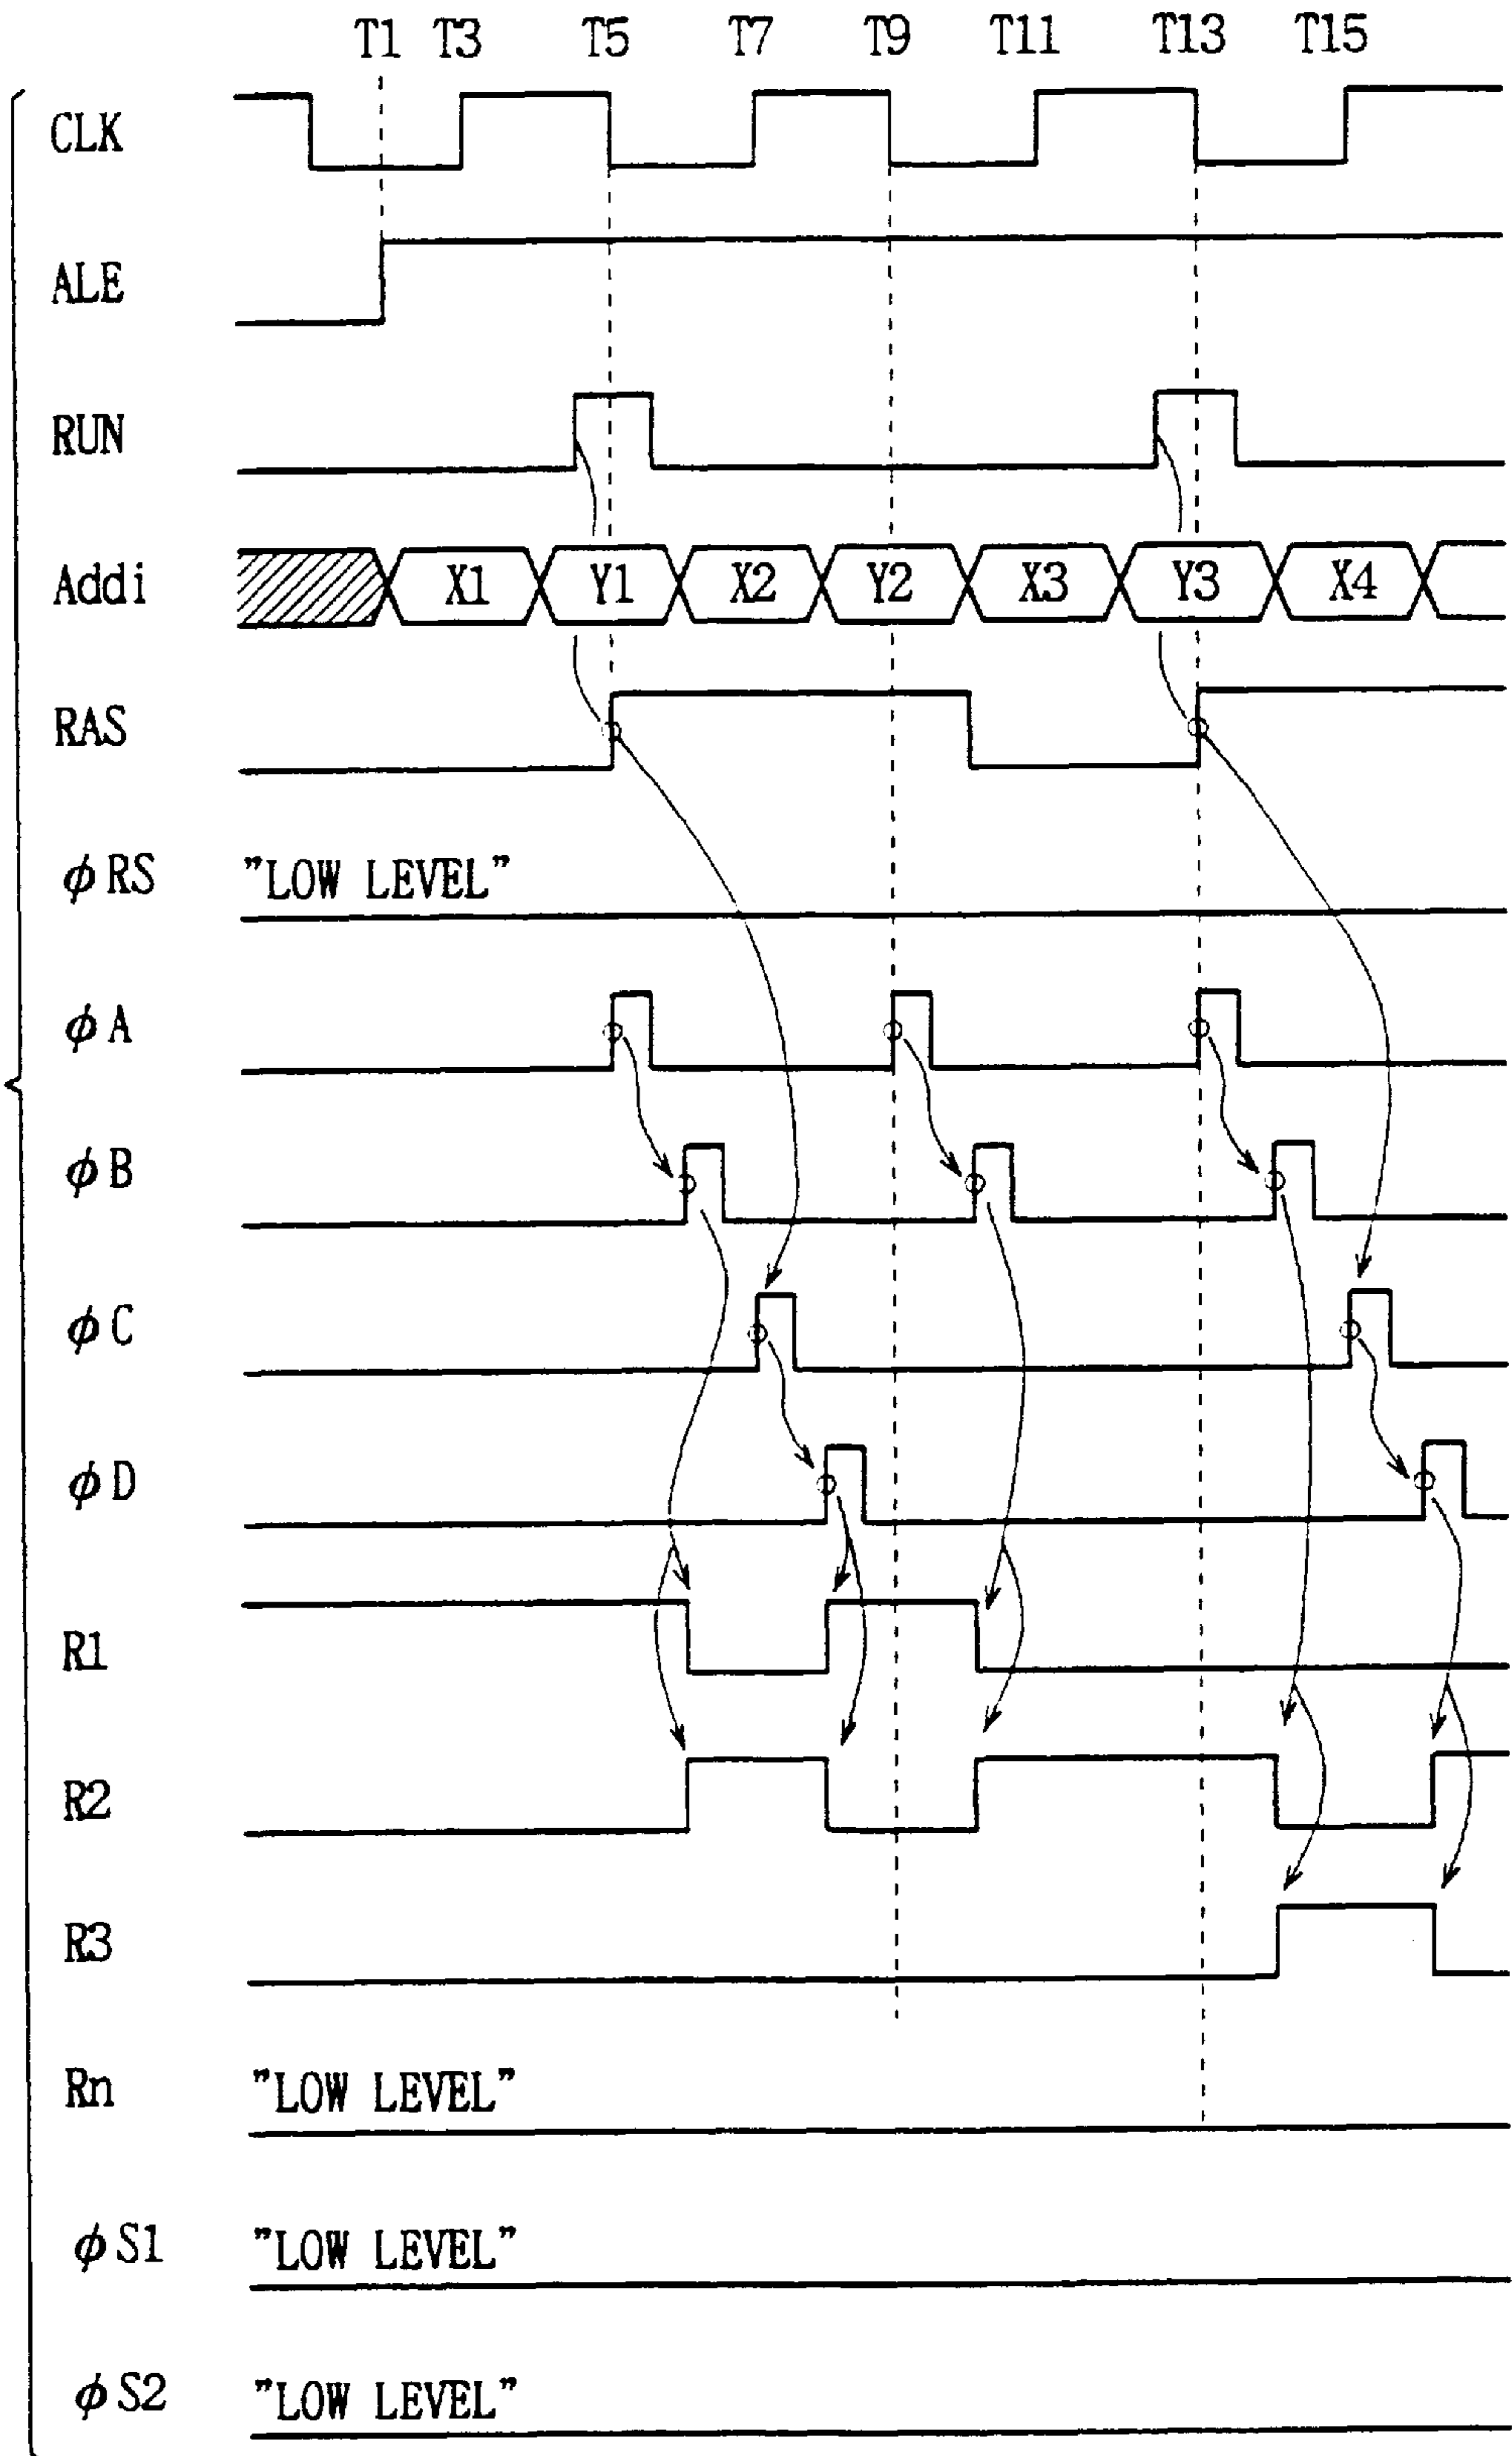 T1 T3 T5 T7 T9 T11 T13 T15
CLK
ALE
RUN
Addi X1 Y1 X2 Y2 X3 Y3 X4
RAS
φRS "LOW LEVEL"
φA
φB
φC
φD
R1
R2
R3
Rn "LOW LEVEL"
φS1 "LOW LEVEL"
φS2 "LOW LEVEL"